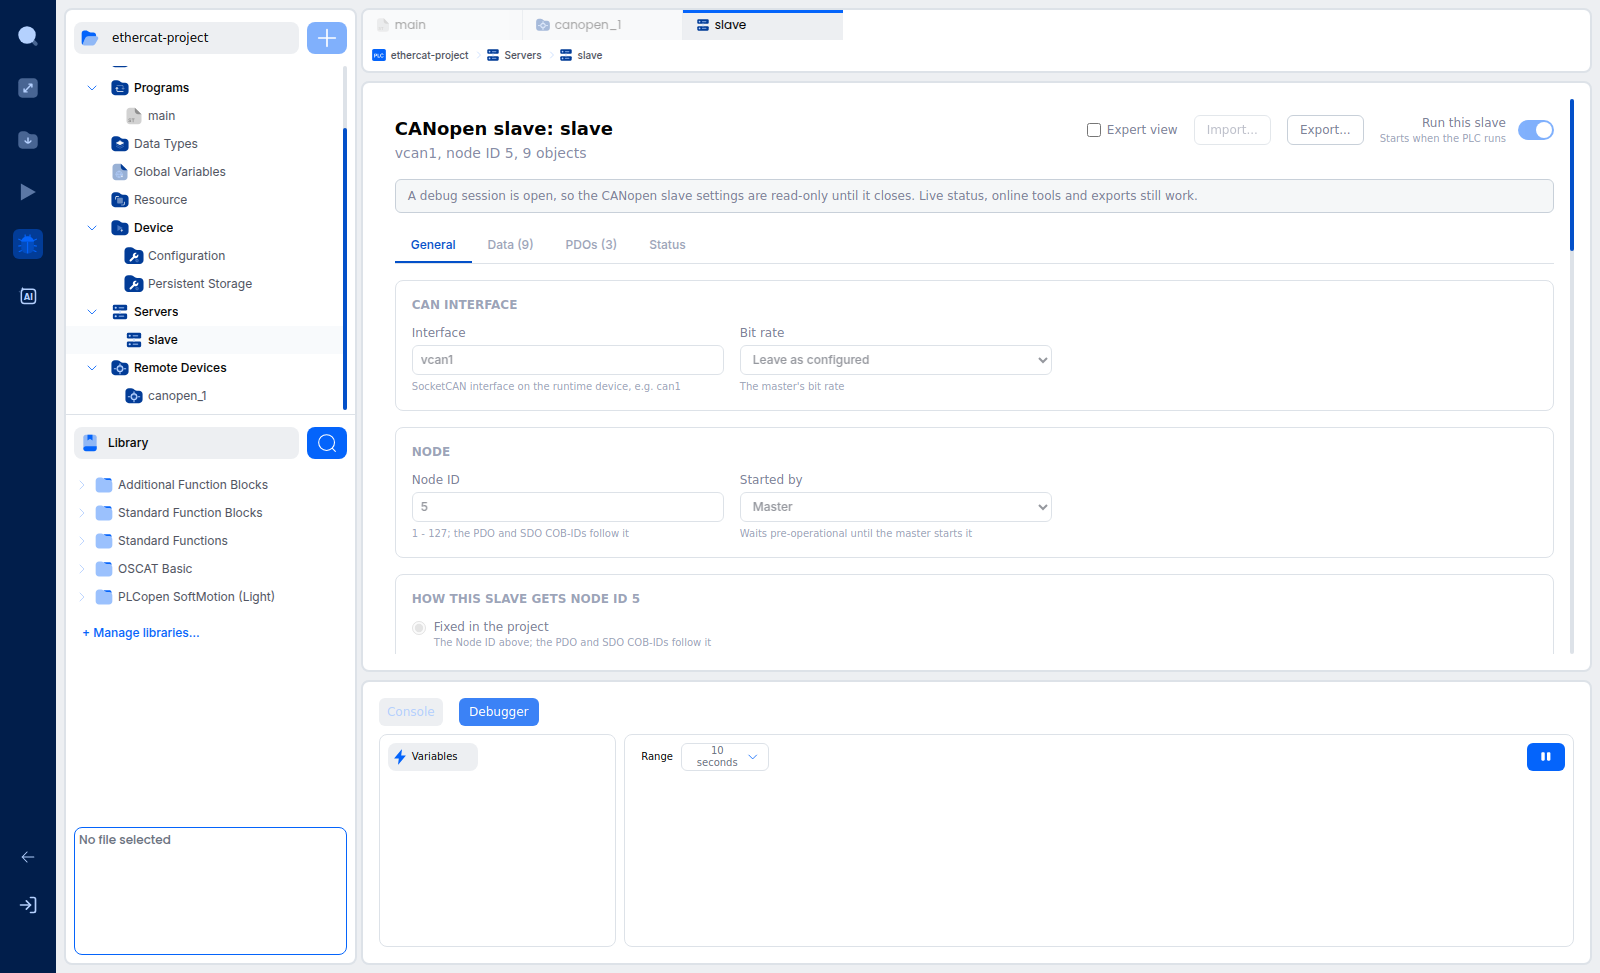 ethercat-project
Programs
main
Data Types
Global Variables
Resource
Device
Configuration
Persistent Storage
Servers
slave
Remote Devices
canopen_1
Library
Additional Function Blocks
Standard Function Blocks
Standard Functions
OSCAT Basic
PLCopen SoftMotion (Light)
+ Manage libraries...
No file selected
AI
main
canopen_1
slave
PLC ethercat-project
Servers
slave
CANopen slave: slave
vcan1, node ID 5, 9 objects
Expert view
Import...
Export...
Run this slave
Starts when the PLC runs
A debug session is open, so the CANopen slave settings are read-only until it closes. Live status, online tools and exports still work.
General
Data (9)
PDOs (3)
Status
CAN INTERFACE
Interface
Bit rate
vcan1
Leave as configured
SocketCAN interface on the runtime device, e.g. can1
The master's bit rate
NODE
Node ID
Started by
5
Master
1 - 127; the PDO and SDO COB-IDs follow it
Waits pre-operational until the master starts it
HOW THIS SLAVE GETS NODE ID 5
Fixed in the project
The Node ID above; the PDO and SDO COB-IDs follow it
Console
Debugger
Variables
Range
10
seconds